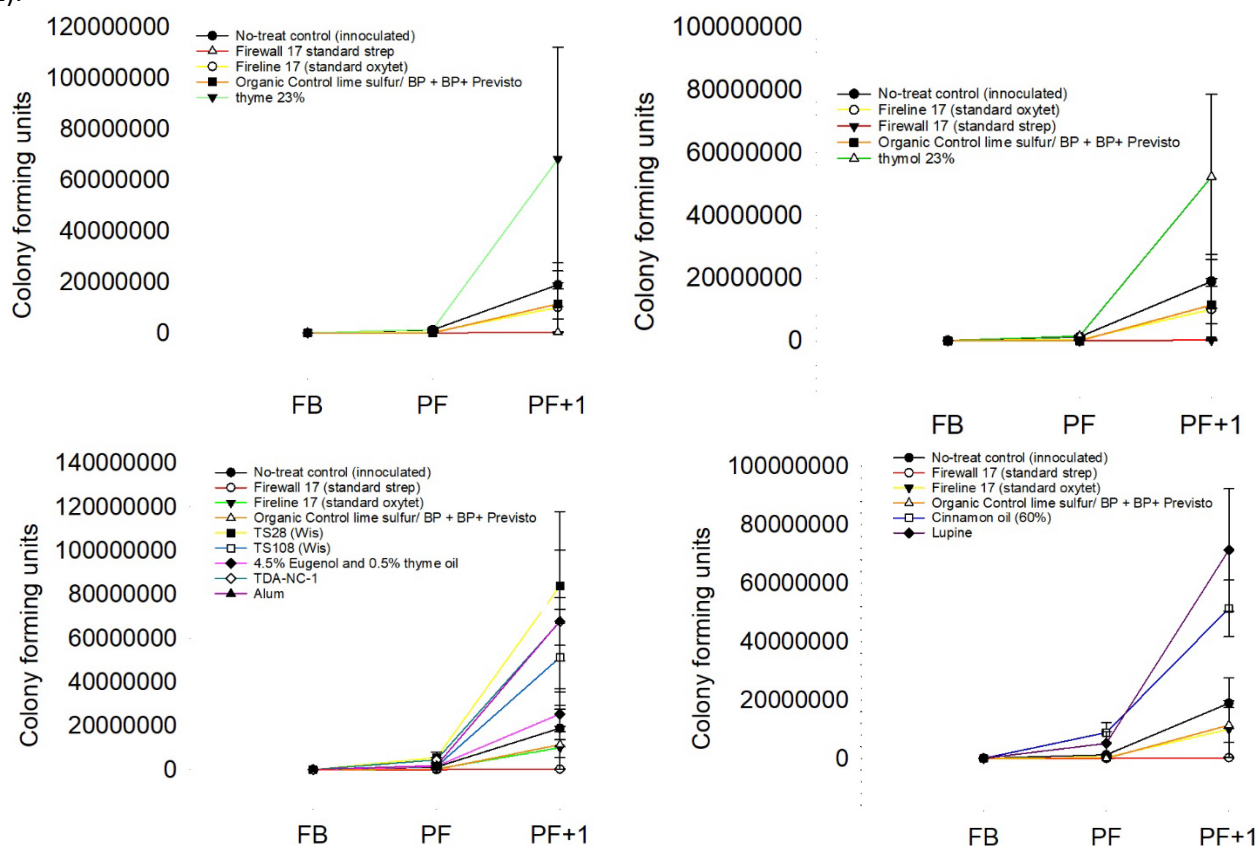 e).
120000000
100000000
80000000
60000000
40000000
20000000
0
Colony forming units
No-treat control (innoculated)
Firewall 17 standard strep
Fireline 17 (standard oxytet)
Organic Control lime sulfur/ BP + BP+ Previsto
thyme 23%
FB PF PF+1
100000000
80000000
60000000
40000000
20000000
0
Colony forming units
No-treat control (innoculated)
Fireline 17 (standard oxytet)
Firewall 17 (standard strep)
Organic Control lime sulfur/ BP + BP+ Previsto
thymol 23%
FB PF PF+1
140000000
120000000
100000000
80000000
60000000
40000000
20000000
0
Colony forming units
No-treat control (innoculated)
Firewall 17 (standard strep)
Fireline 17 (standard oxytet)
Organic Control lime sulfur/ BP + BP+ Previsto
TS28 (Wis)
TS108 (Wis)
4.5% Eugenol and 0.5% thyme oil
TDA-NC-1
Alum
FB PF PF+1
100000000
80000000
60000000
40000000
20000000
0
Colony forming units
No-treat control (innoculated)
Firewall 17 (standard strep)
Fireline 17 (standard oxytet)
Organic Control lime sulfur/ BP + BP+ Previsto
Cinnamon oil (60%)
Lupine
FB PF PF+1